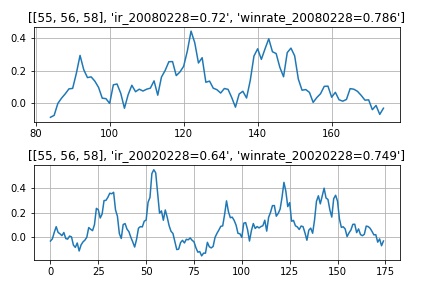 [[55, 56, 58], 'ir_20080228=0.72', 'winrate_20080228=0.786']
0.4
0.2
0.0
80 100 120 140 160
[[55, 56, 58], 'ir_20020228=0.64', 'winrate_20020228=0.749']
0.4
0.2
0.0
0 25 50 75 100 125 150 175